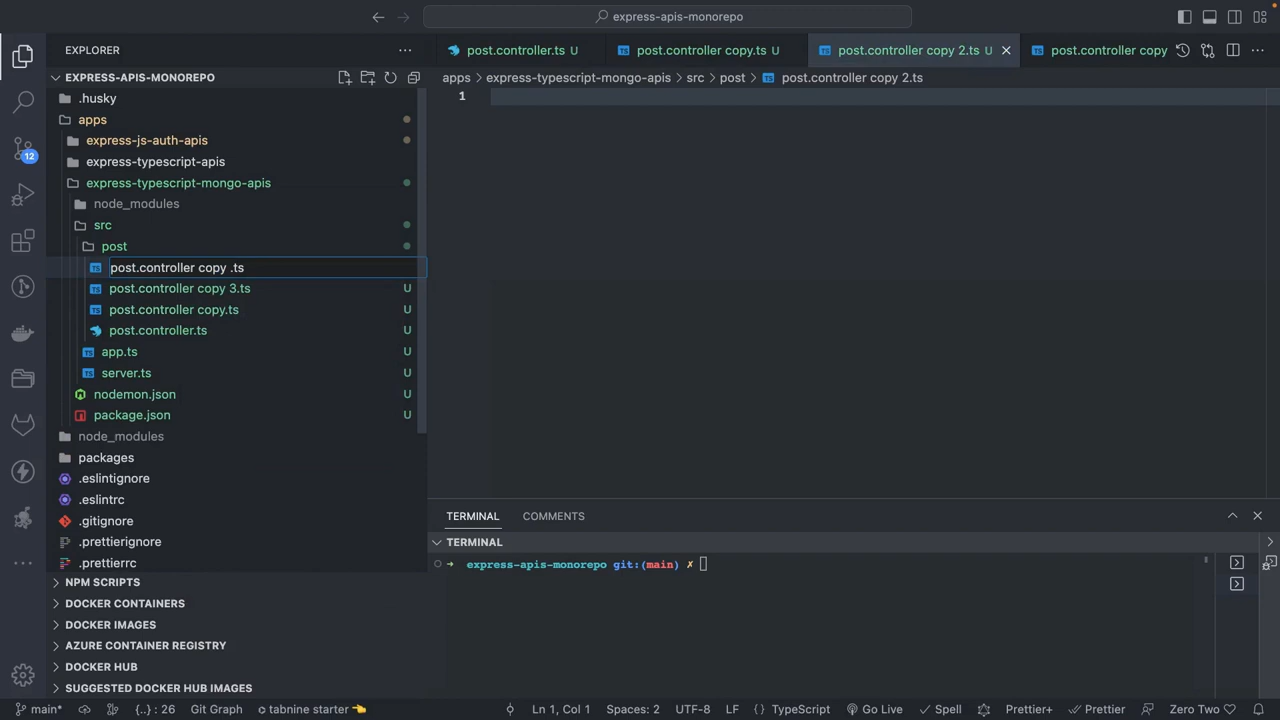 express-apis-monorepo
EXPLORER
post.controller.ts U
post.controller copy.ts U
post.controller copy 2.ts U
post.controller copy
EXPRESS-APIS-MONOREPO
apps > express-typescript-mongo-apis > src > post > post.controller copy 2.ts
1
.husky
apps
express-js-auth-apis
express-typescript-apis
express-typescript-mongo-apis
node_modules
src
post
post.controller copy .ts
post.controller copy 3.ts U
post.controller copy.ts U
post.controller.ts U
app.ts U
server.ts U
nodemon.json U
package.json U
node_modules
packages
.eslintignore
.eslintrc
.gitignore
.prettierignore
.prettierrc
12
NPM SCRIPTS
DOCKER CONTAINERS
DOCKER IMAGES
AZURE CONTAINER REGISTRY
DOCKER HUB
SUGGESTED DOCKER HUB IMAGES
TERMINAL COMMENTS
TERMINAL
→ express-apis-monorepo git:(main) ✗
main* {..} : 26 Git Graph tabnine starter 👈 Ln 1, Col 1 Spaces: 2 UTF-8 LF {} TypeScript Go Live Spell Prettier+ Prettier Zero Two